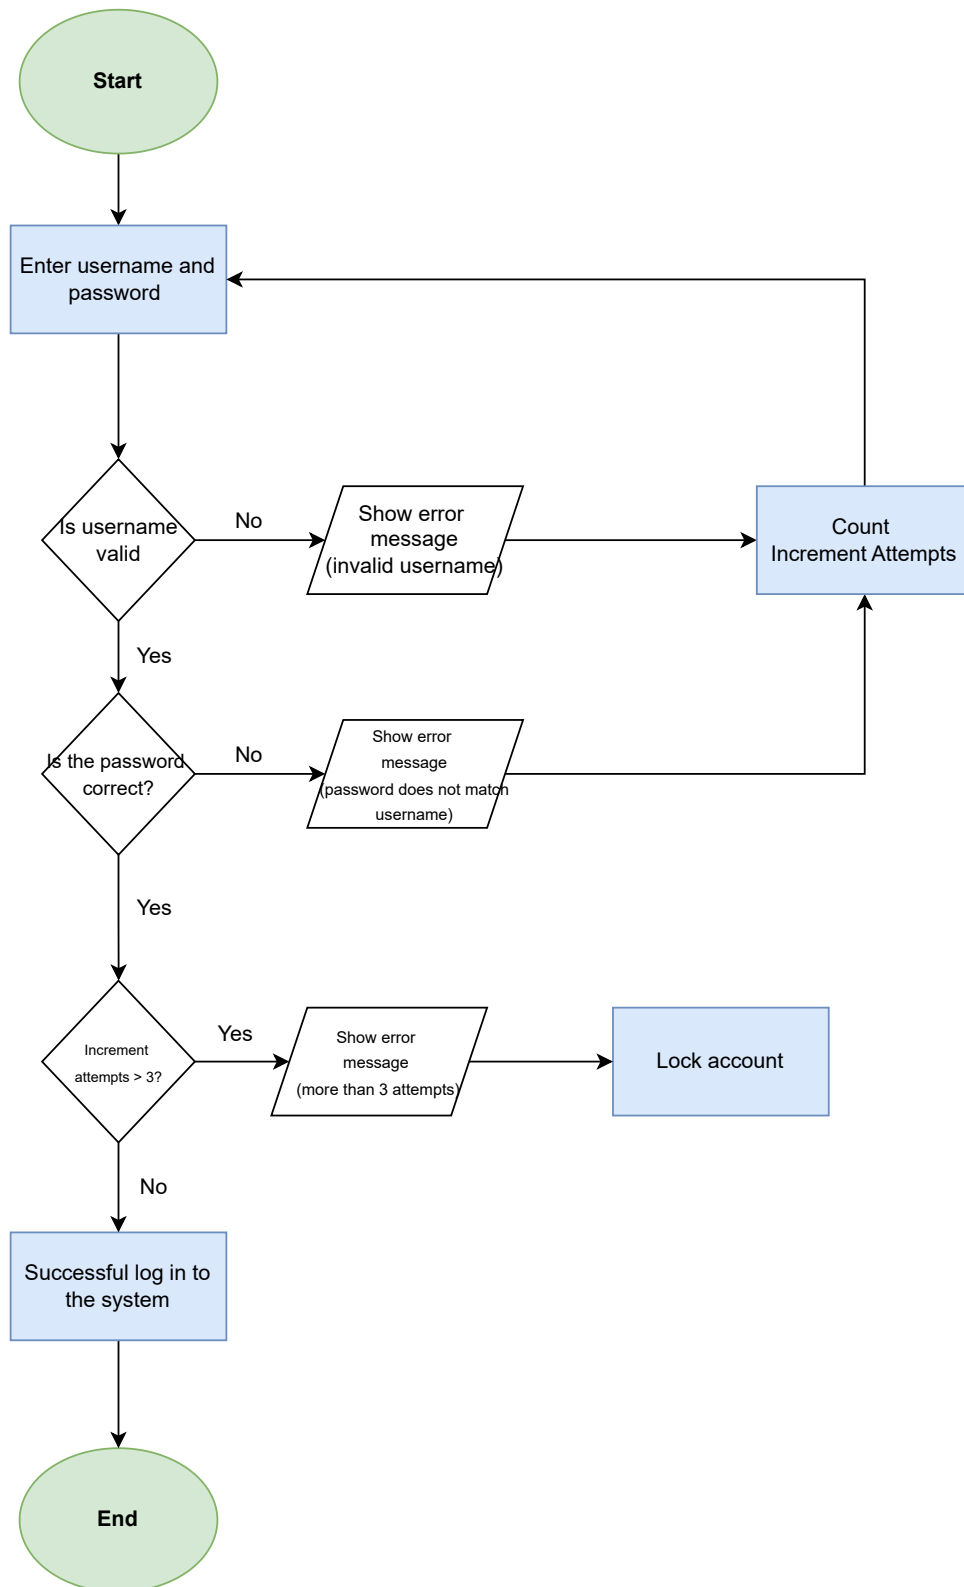 Start
Enter username and
password
Is username
valid
No
Show error
message
(invalid username)
Count
Increment Attempts
Yes
Is the password
correct?
No
Show error
message
(password does not match
username)
Yes
Increment
attempts > 3?
Yes
Show error
message
(more than 3 attempts)
Lock account
No
Successful log in to
the system
End